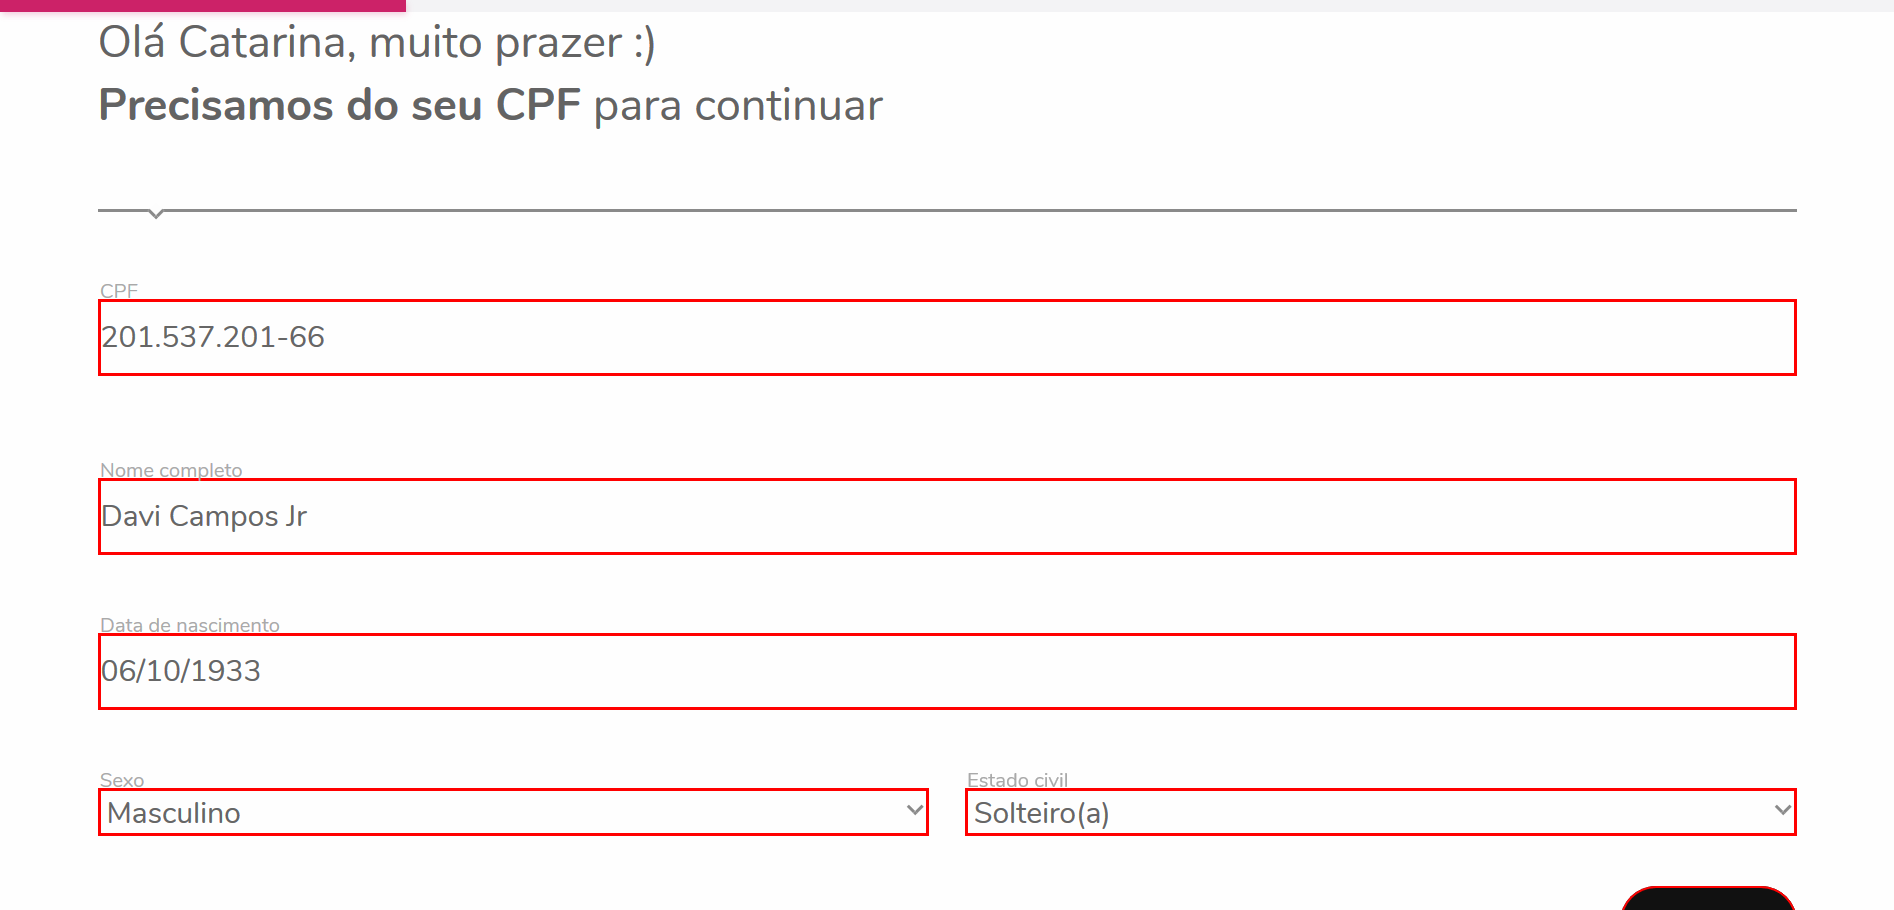 Olá Catarina, muito prazer :)
Precisamos do seu CPF para continuar
CPF
201.537.201-66
Nome completo
Davi Campos Jr
Data de nascimento
06/10/1933
Sexo
Estado civil
Masculino
Solteiro(a)